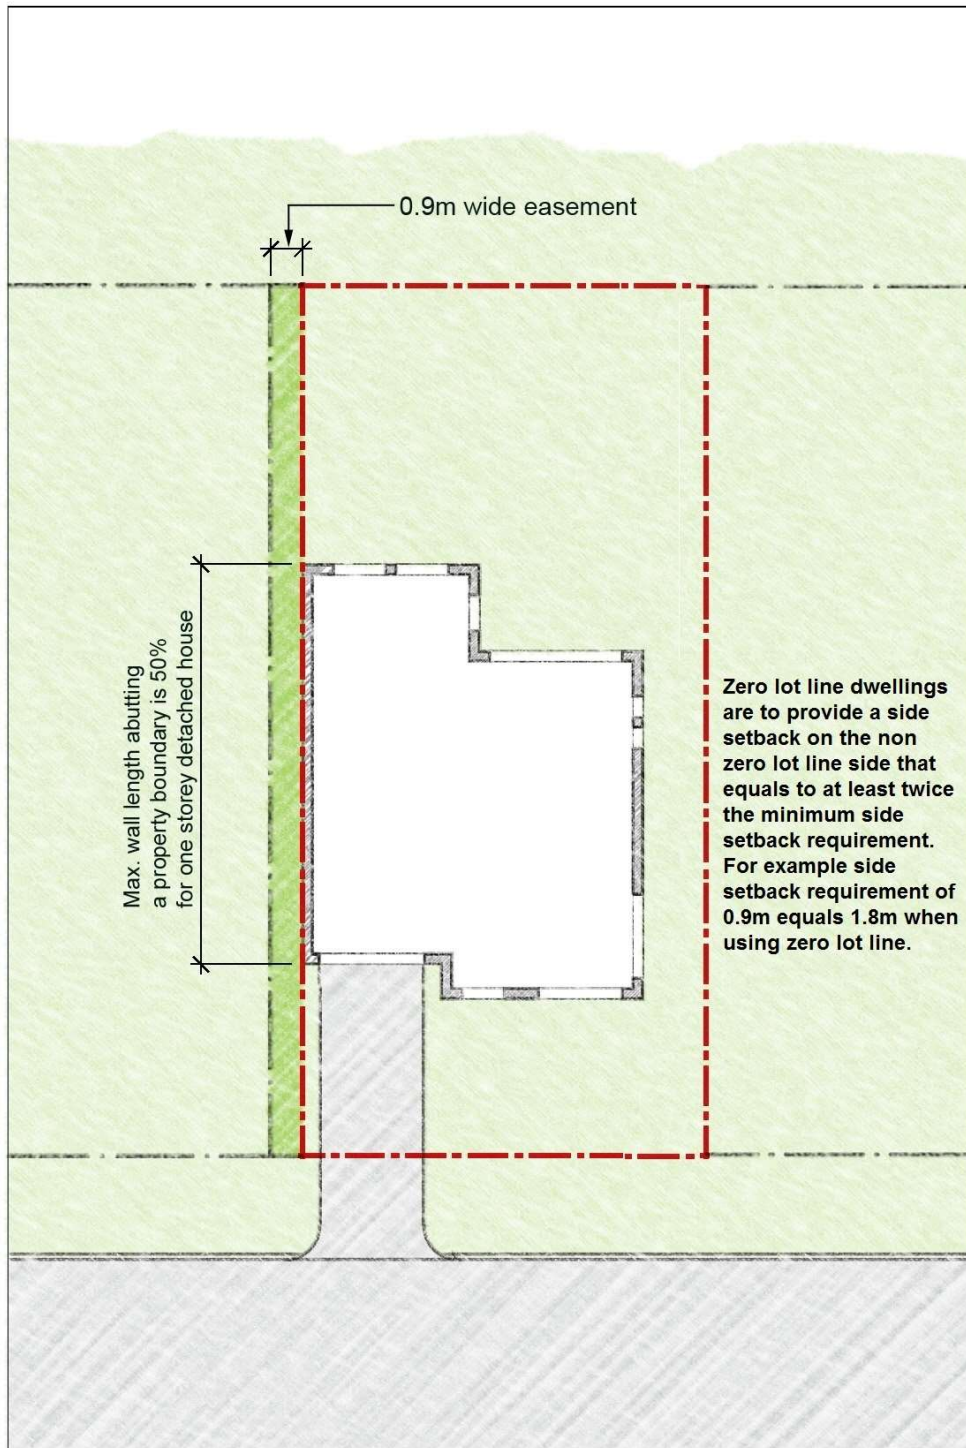 0.9m wide easement
Max. wall length abutting
a property boundary is 50%
for one storey detached house
Zero lot line dwellings
are to provide a side
setback on the non
zero lot line side that
equals to at least twice
the minimum side
setback requirement.
For example side
setback requirement of
0.9m equals 1.8m when
using zero lot line.